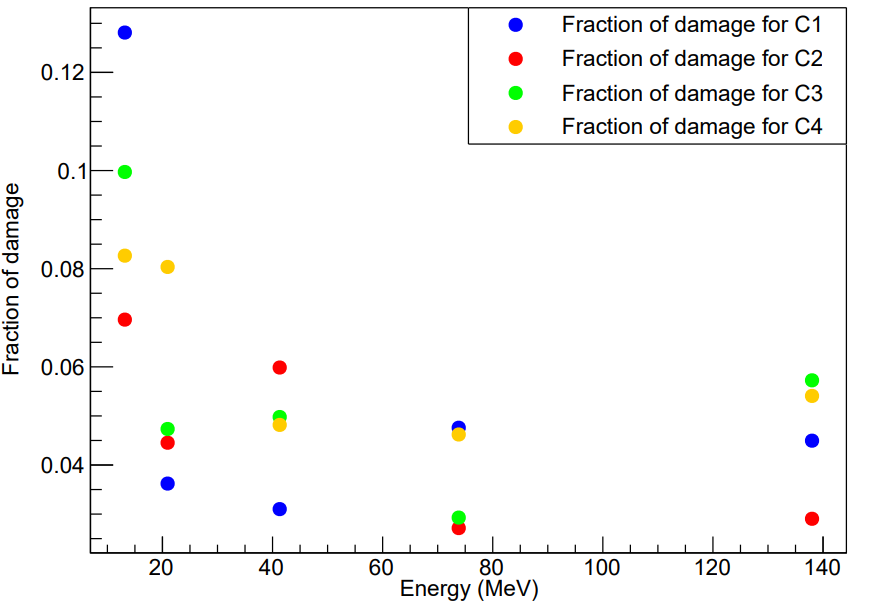 Fraction of damage for C1
Fraction of damage for C2
Fraction of damage for C3
Fraction of damage for C4
Fraction of damage
0.12
0.1
0.08
0.06
0.04
20 40 60 80 100 120 140
Energy (MeV)